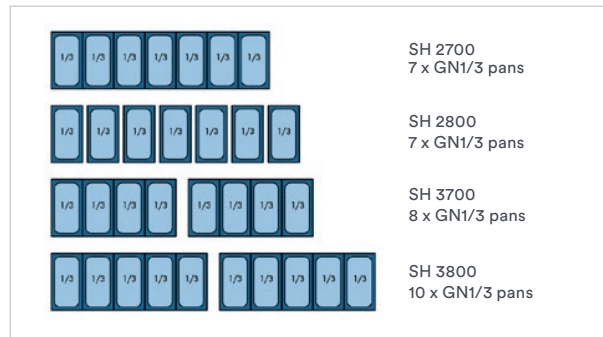 1/3 1/3 1/3 1/3 1/3 1/3 1/3
SH 2700
7 x GN1/3 pans
1/3 1/3 1/3 1/3 1/3 1/3 1/3
SH 2800
7 x GN1/3 pans
1/3 1/3 1/3 1/3 1/3 1/3 1/3 1/3
SH 3700
8 x GN1/3 pans
1/3 1/3 1/3 1/3 1/3 1/3 1/3 1/3 1/3 1/3
SH 3800
10 x GN1/3 pans